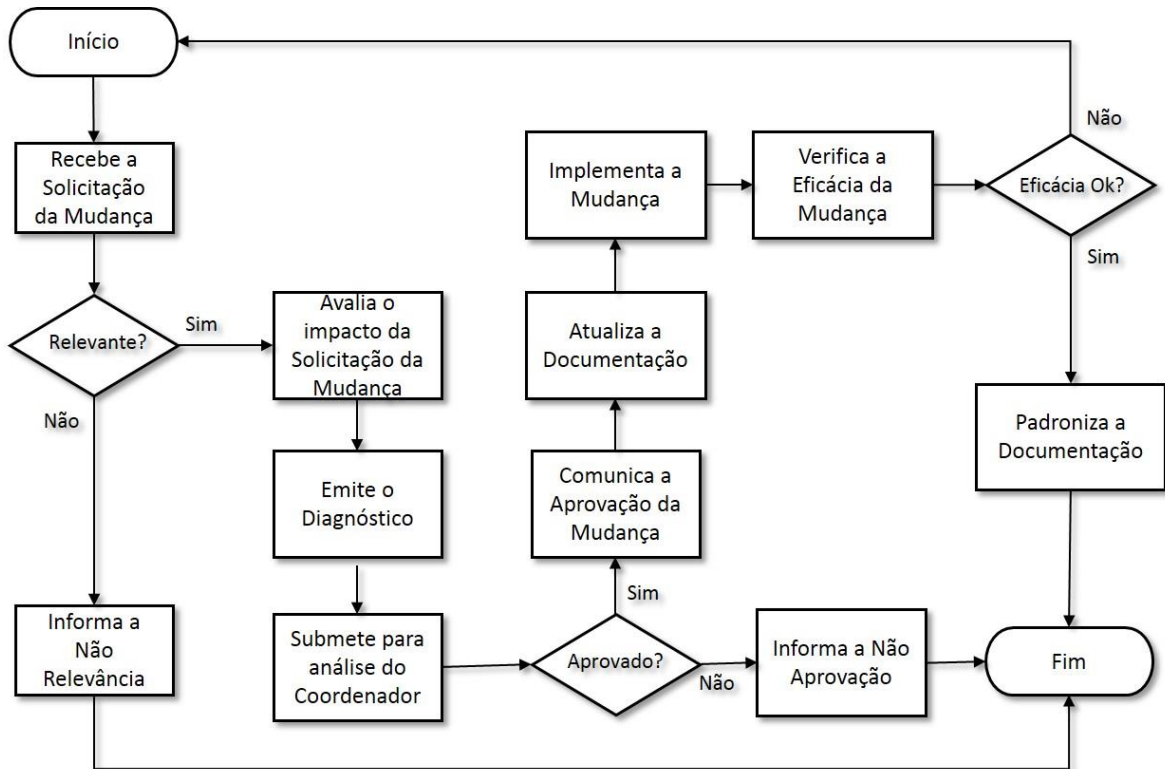 Início
Recebe a
Solicitação
da Mudança
Relevante?
Sim
Não
Informa a
Não
Relevância
Avalia o
impacto da
Solicitação da
Mudança
Emite o
Diagnóstico
Submete para
análise do
Coordenador
Aprovado?
Sim
Não
Comunica a
Aprovação da
Mudança
Atualiza a
Documentação
Implementa a
Mudança
Verifica a
Eficácia da
Mudança
Eficácia Ok?
Não
Sim
Padroniza a
Documentação
Informa a Não
Aprovação
Fim